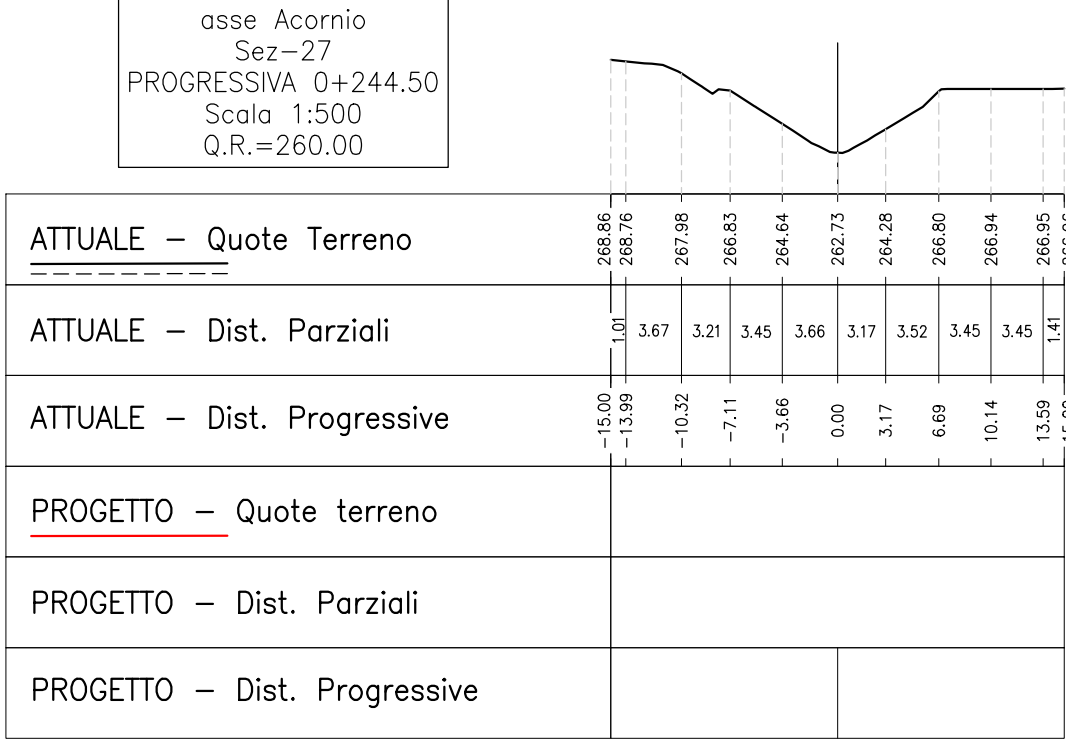 asse Acornio
Sez-27
PROGRESSIVA 0+244.50
Scala 1:500
Q.R.=260.00
ATTUALE - Quote Terreno
268.86 268.76 267.98 266.83 264.64 262.73 264.28 266.80 266.94 266.95
ATTUALE - Dist. Parziali
1.01 3.67 3.21 3.45 3.66 3.17 3.52 3.45 3.45 1.41
ATTUALE - Dist. Progressive
-15.00 -13.99 -10.32 -7.11 -3.66 0.00 3.17 6.69 10.14 13.59
PROGETTO - Quote terreno
PROGETTO - Dist. Parziali
PROGETTO - Dist. Progressive